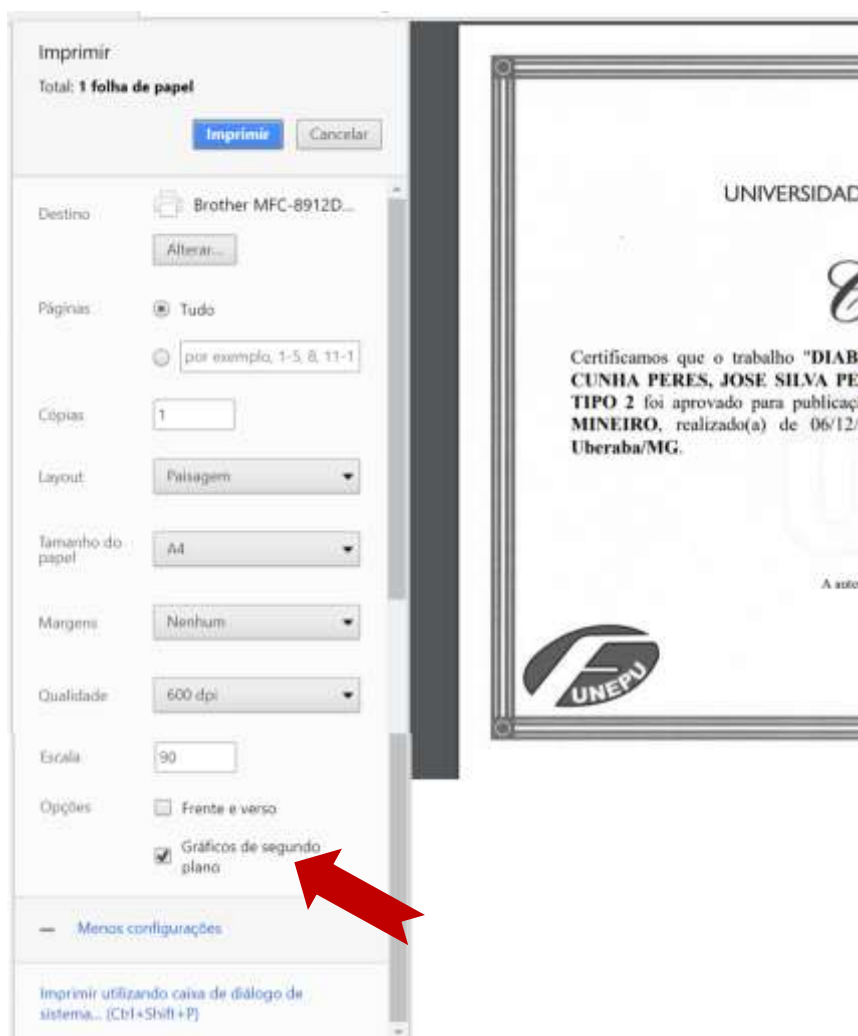 Imprimir
Total: 1 folha de papel
Imprimir Cancelar
Destino Brother MFC-8912D...
Alterar...
Páginas Tudo
por exemplo, 1-5, 8, 11-1
Cópias 1
Layout Paisagem
Tamanho do
papel A4
Margens Nenhum
Qualidade 600 dpi
Escala 90
Opções Frente e verso
Gráficos de segundo
plano
Menos configurações
Imprimir utilizando caixa de diálogo de
sistema... (Ctrl+Shift+P)
UNIVERSIDAD
C
Certificamos que o trabalho "DIAB
CUNHA PERES, JOSE SILVA PE
TIPO 2 foi aprovado para publicaç
MINEIRO, realizado(a) de 06/12/
Uberaba/MG.
A aute
FUNEPU